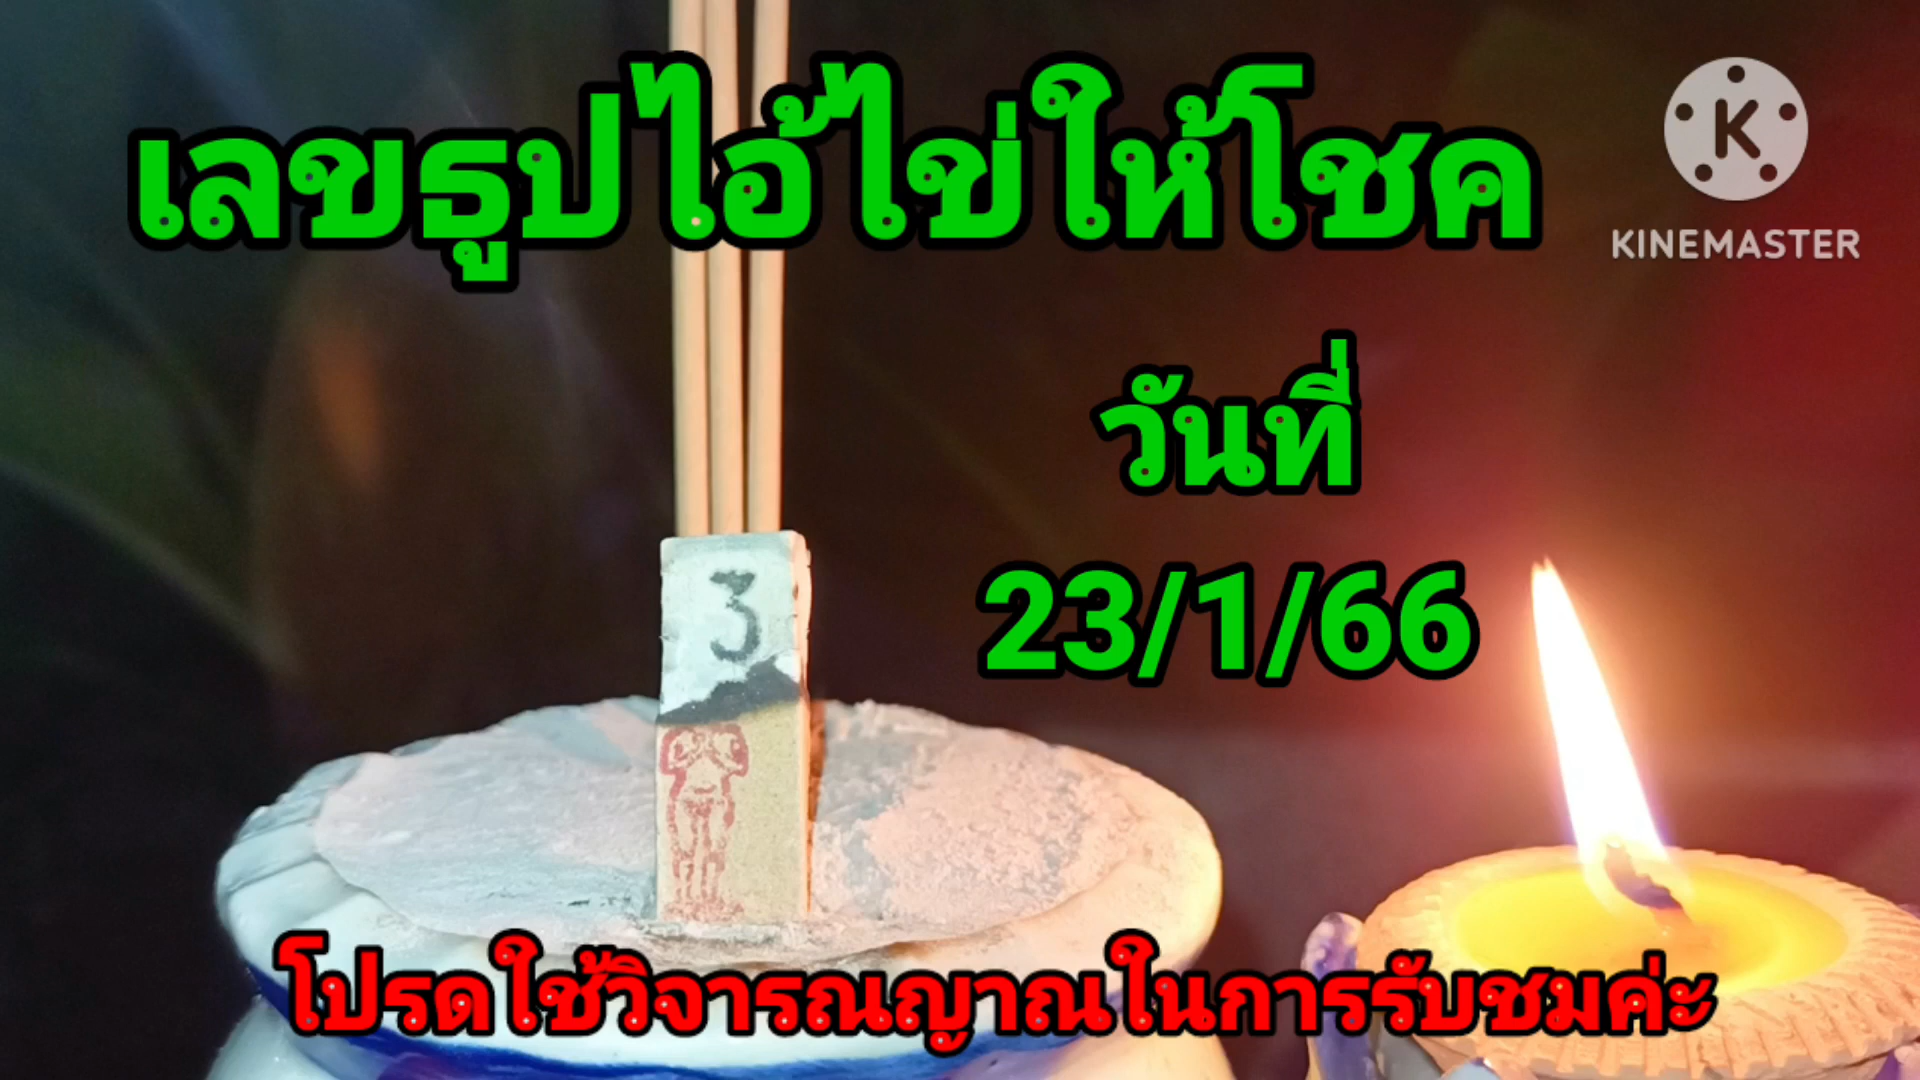 เลขธูปไอ้ไข่ให้โชค
K
KINEMASTER
วันที่
23/1/66
3
โปรดใช้วิจารณญาณในการรับชมค่ะ